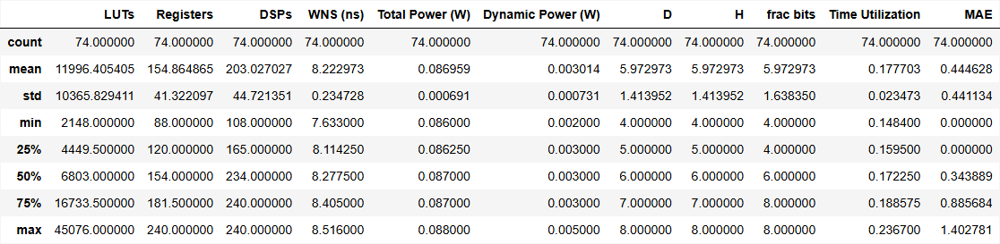 LUTs Registers DSPs WNS (ns) Total Power (W) Dynamic Power (W) D H frac bits Time Utilization MAE
count 74.000000 74.000000 74.000000 74.000000 74.000000 74.000000 74.000000 74.000000 74.000000 74.000000 74.000000
mean 11996.405405 154.864865 203.027027 8.222973 0.086959 0.003014 5.972973 5.972973 5.972973 0.177703 0.444628
std 10365.829411 41.322097 44.721351 0.234728 0.000691 0.000731 1.413952 1.413952 1.638350 0.023473 0.441134
min 2148.000000 88.000000 108.000000 7.633000 0.086000 0.002000 4.000000 4.000000 4.000000 0.148400 0.000000
25% 4449.500000 120.000000 165.000000 8.114250 0.086250 0.003000 5.000000 5.000000 4.000000 0.159500 0.000000
50% 6803.000000 154.000000 234.000000 8.277500 0.087000 0.003000 6.000000 6.000000 6.000000 0.172250 0.343889
75% 16733.500000 181.500000 240.000000 8.405000 0.087000 0.003000 7.000000 7.000000 8.000000 0.188575 0.885684
max 45076.000000 240.000000 240.000000 8.516000 0.088000 0.005000 8.000000 8.000000 8.000000 0.236700 1.402781